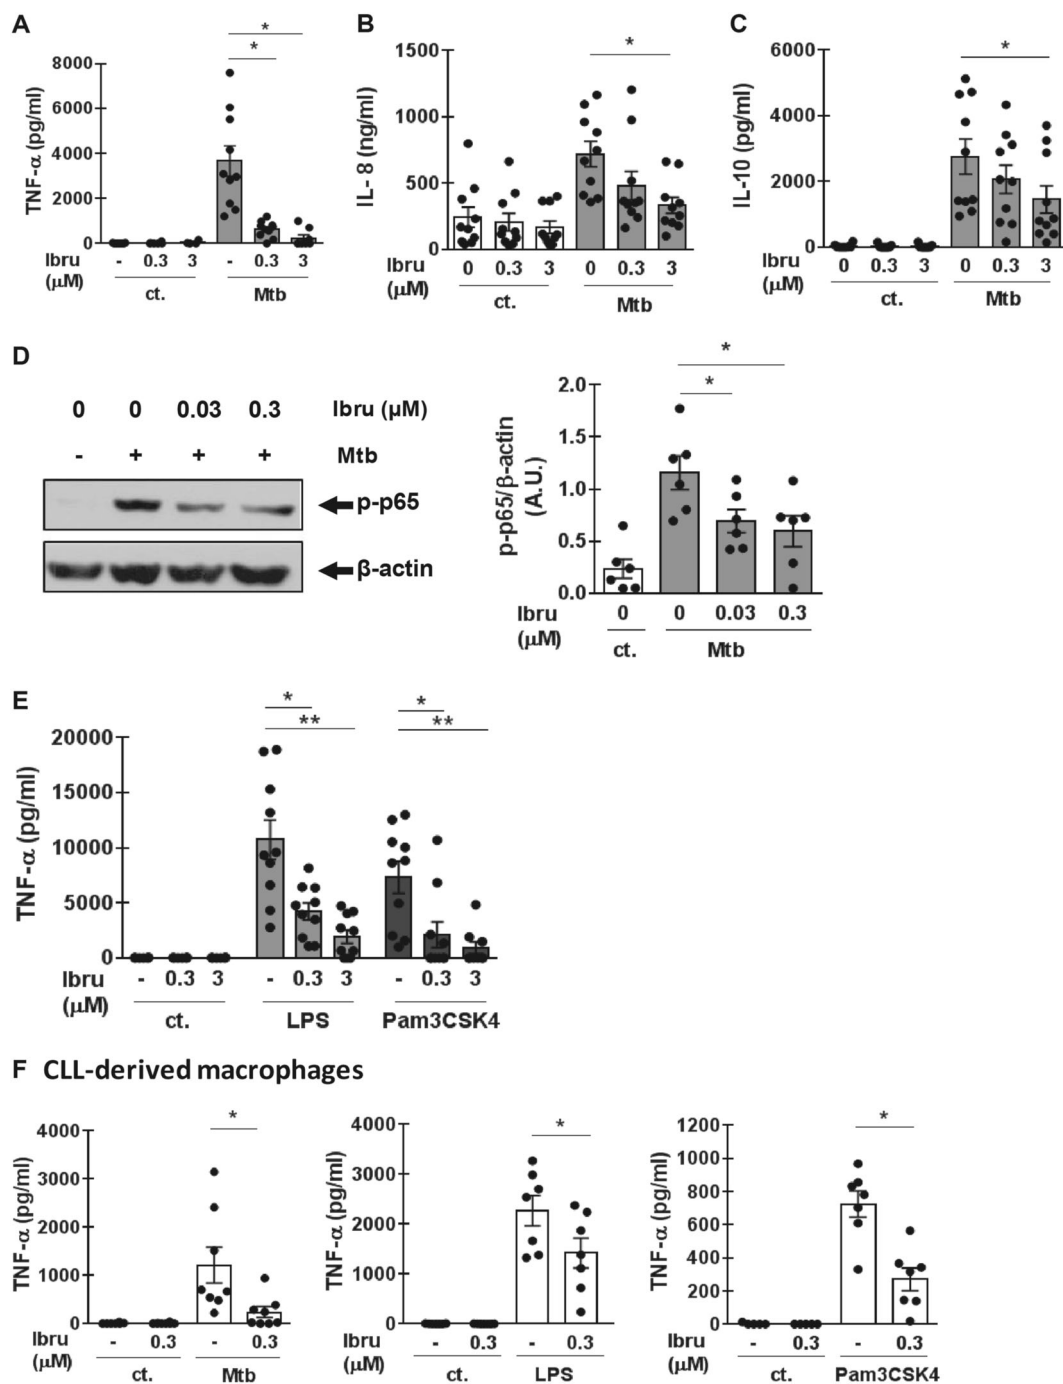 A
*
*
TNF-α (pg/ml)
8000
6000
4000
2000
0
Ibru (μM)
- 0.3 3 - 0.3 3
ct. Mtb
B
*
IL- 8 (ng/ml)
1500
1000
500
0
Ibru (μM)
0 0.3 3 0 0.3 3
ct. Mtb
C
*
IL-10 (pg/ml)
6000
4000
2000
0
Ibru (μM)
0 0.3 3 0 0.3 3
ct. Mtb
D
0 0 0.03 0.3 Ibru (μM)
- + + + Mtb
p-p65
β-actin
*
*
p-p65/β-actin
(A.U.)
2.0
1.5
1.0
0.5
0.0
Ibru (μM)
0 0 0.03 0.3
ct. Mtb
E
* *
** **
TNF-α (pg/ml)
20000
15000
10000
5000
0
Ibru (μM)
- 0.3 3 - 0.3 3 - 0.3 3
ct. LPS Pam3CSK4
F CLL-derived macrophages
*
TNF-α (pg/ml)
4000
3000
2000
1000
0
Ibru (μM)
- 0.3 - 0.3
ct. Mtb
*
TNF-α (pg/ml)
4000
3000
2000
1000
0
Ibru (μM)
- 0.3 - 0.3
ct. LPS
*
TNF-α (pg/ml)
1200
1000
800
600
400
200
0
Ibru (μM)
- 0.3 - 0.3
ct. Pam3CSK4